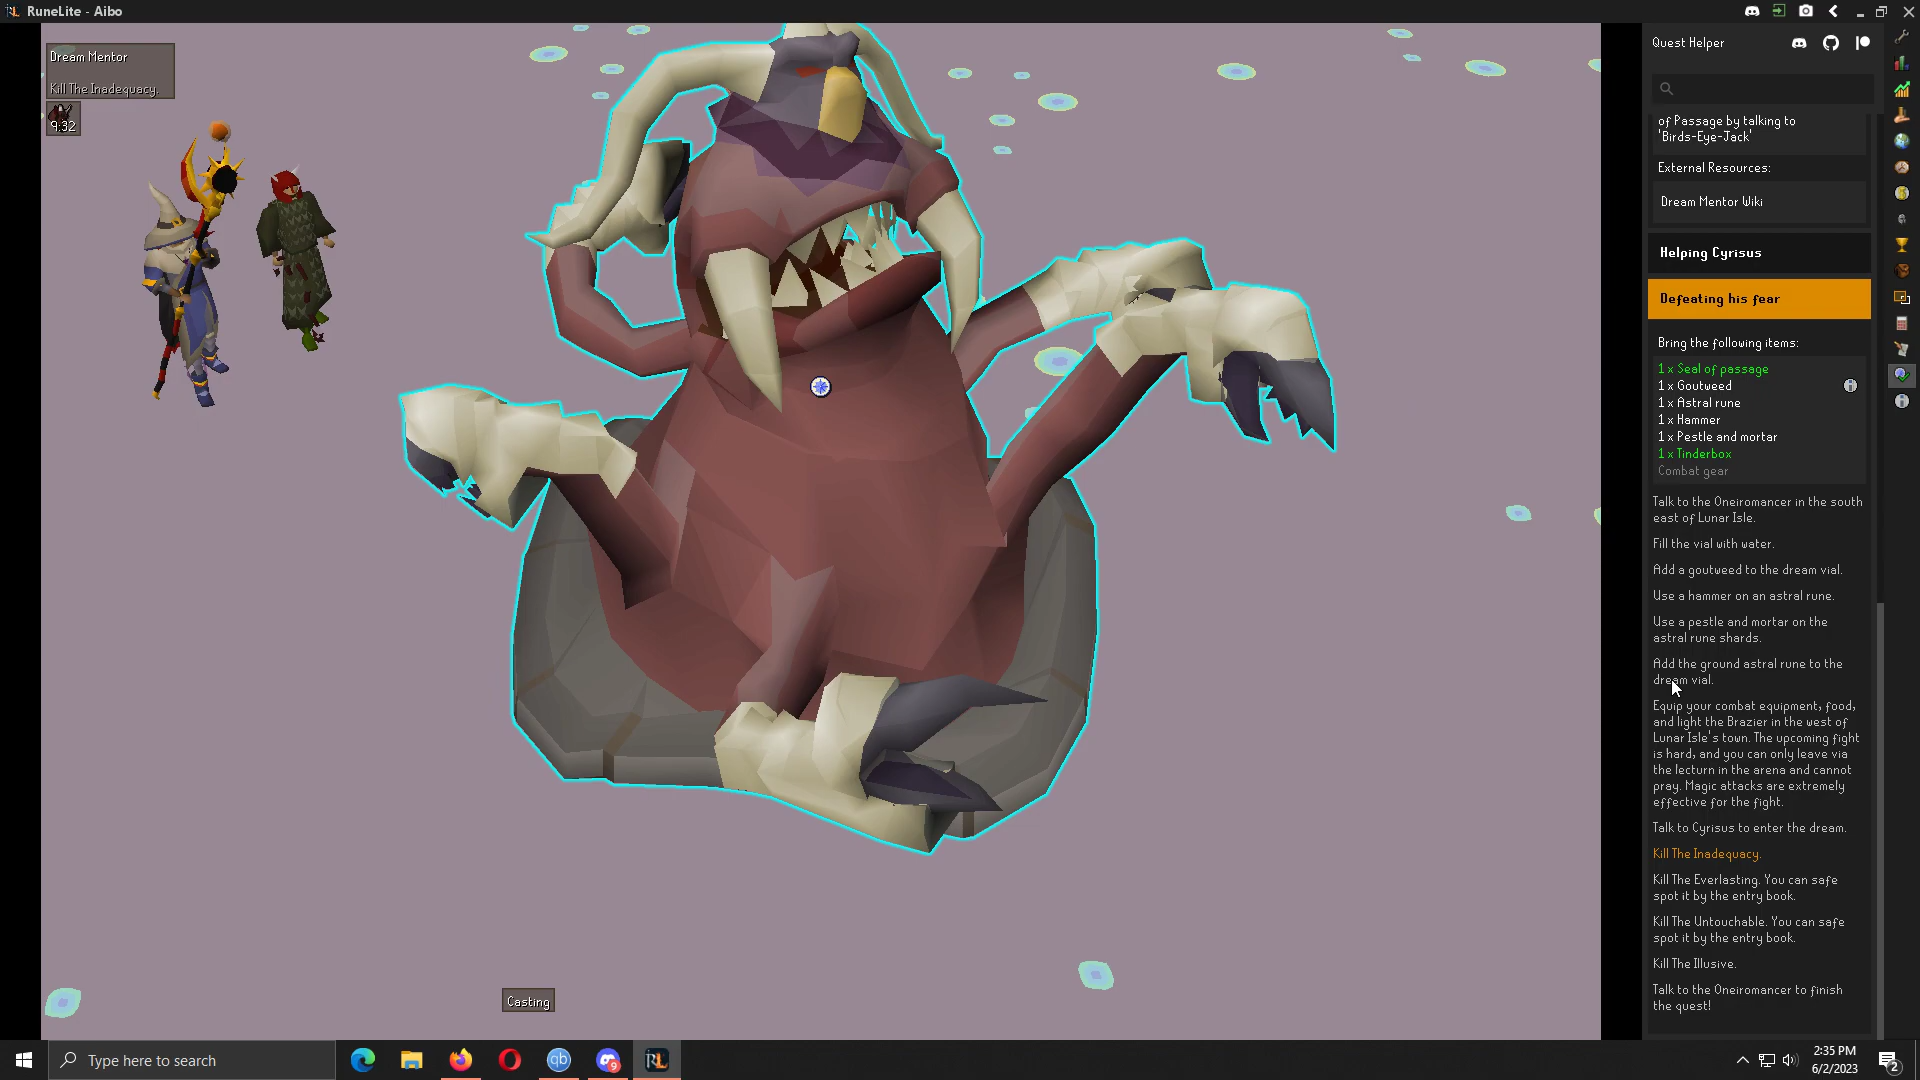 RuneLite - Aibo
Dream Mentor
Kill The Inadequacy.
9:32
Casting
Quest Helper
of Passage by talking to
'Birds-Eye-Jack'
External Resources:
Dream Mentor Wiki
Helping Cyrisus
Defeating his fear
Bring the following items:
1 x Seal of passage
1 x Goutweed
1 x Astral rune
1 x Hammer
1 x Pestle and mortar
1 x Tinderbox
Combat gear
Talk to the Oneiromancer in the south
east of Lunar Isle.
Fill the vial with water.
Add a goutweed to the dream vial.
Use a hammer on an astral rune.
Use a pestle and mortar on the
astral rune shards.
Add the ground astral rune to the
dream vial.
Equip your combat equipment, food,
and light the Brazier in the west of
Lunar Isle's town. The upcoming fight
is hard, and you can only leave via
the lecturn in the arena and cannot
pray. Magic attacks are extremely
effective for the fight.
Talk to Cyrisus to enter the dream.
Kill The Inadequacy.
Kill The Everlasting. You can safe
spot it by the entry book.
Kill The Untouchable. You can safe
spot it by the entry book.
Kill The Illusive.
Talk to the Oneiromancer to finish
the quest!
Type here to search
qb
9
RL
2:35 PM
6/2/2023
2